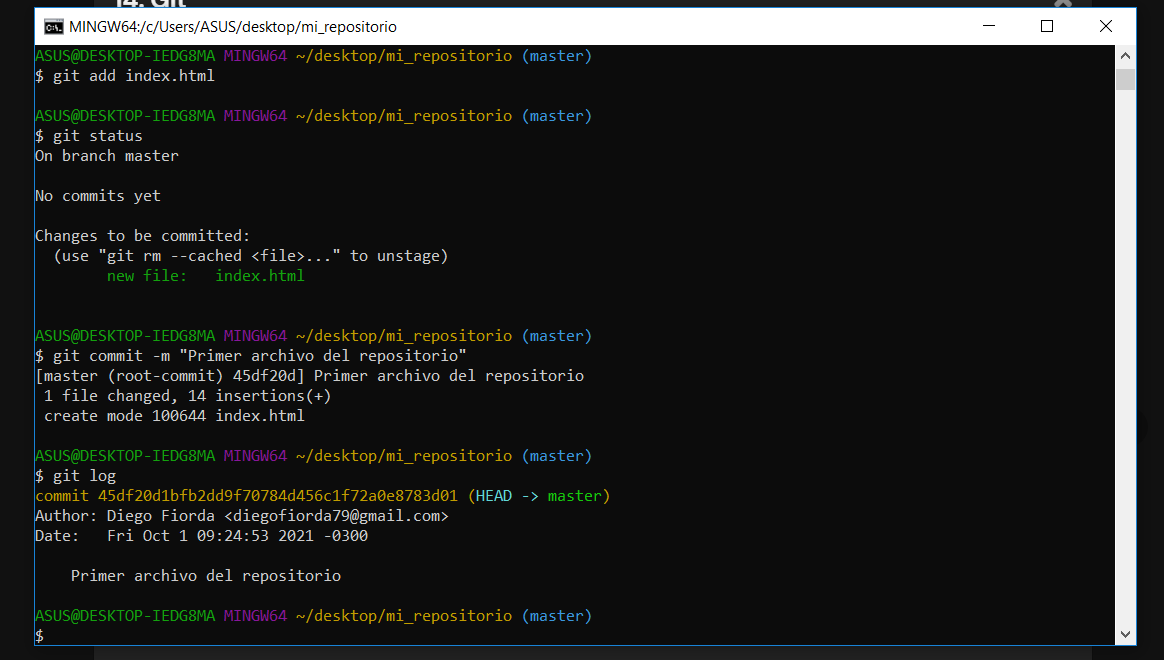 14. Git
MINGW64:/c/Users/ASUS/desktop/mi_repositorio
ASUS@DESKTOP-IEDG8MA MINGW64 ~/desktop/mi_repositorio (master)
$ git add index.html
ASUS@DESKTOP-IEDG8MA MINGW64 ~/desktop/mi_repositorio (master)
$ git status
On branch master
No commits yet
Changes to be committed:
  (use "git rm --cached <file>..." to unstage)
        new file:   index.html
ASUS@DESKTOP-IEDG8MA MINGW64 ~/desktop/mi_repositorio (master)
$ git commit -m "Primer archivo del repositorio"
[master (root-commit) 45df20d] Primer archivo del repositorio
 1 file changed, 14 insertions(+)
 create mode 100644 index.html
ASUS@DESKTOP-IEDG8MA MINGW64 ~/desktop/mi_repositorio (master)
$ git log
commit 45df20d1bfb2dd9f70784d456c1f72a0e8783d01 (HEAD -> master)
Author: Diego Fiorda <diegofiorda79@gmail.com>
Date:   Fri Oct 1 09:24:53 2021 -0300
    Primer archivo del repositorio
ASUS@DESKTOP-IEDG8MA MINGW64 ~/desktop/mi_repositorio (master)
$